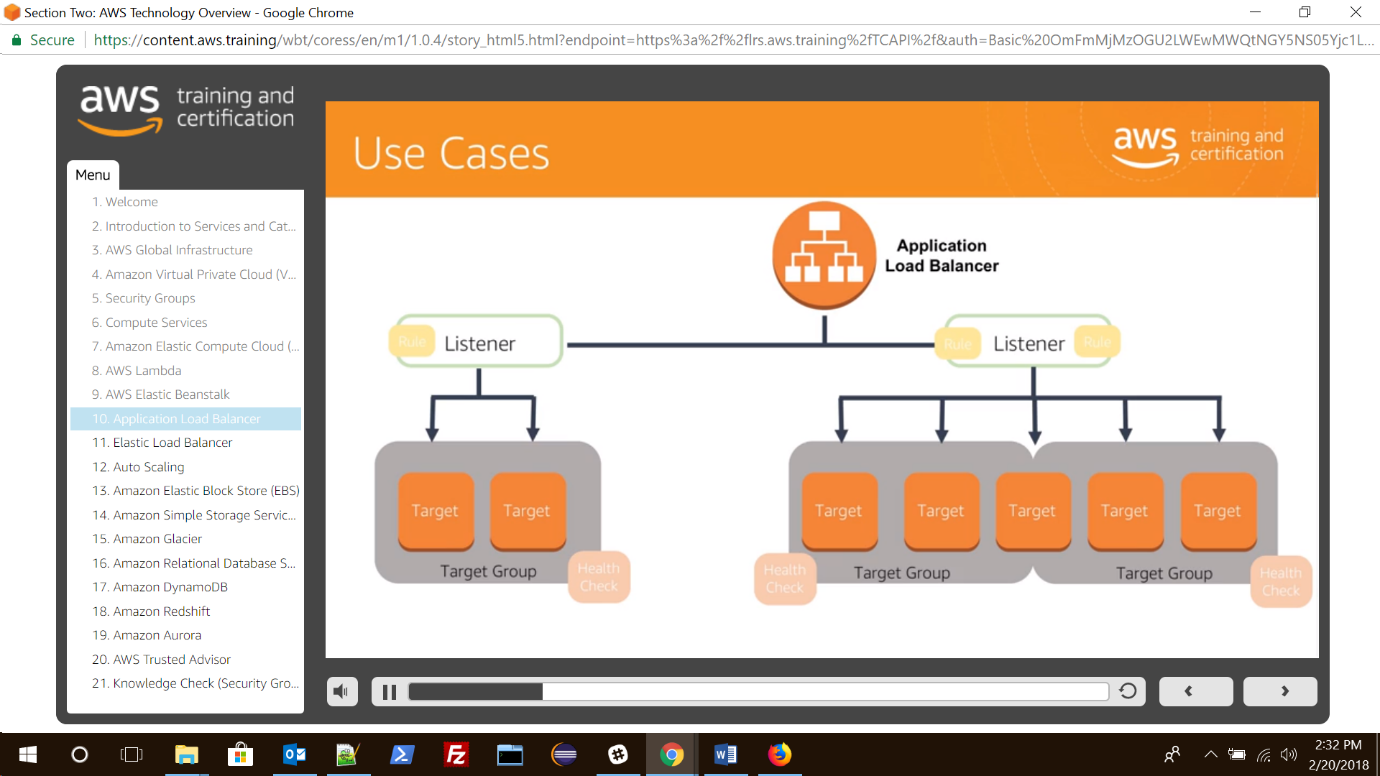 Section Two: AWS Technology Overview - Google Chrome
Secure https://content.aws.training/wbt/coress/en/m1/1.0.4/story_html5.html?endpoint=https%3a%2f%2flrs.aws.training%2fTCAPI%2f&auth=Basic%20OmFmMjMzOGU2LWEwMWQtNGY5NS05Yjc1L...
aws training and
certification
Menu
1. Welcome
2. Introduction to Services and Cat...
3. AWS Global Infrastructure
4. Amazon Virtual Private Cloud (V...
5. Security Groups
6. Compute Services
7. Amazon Elastic Compute Cloud (...
8. AWS Lambda
9. AWS Elastic Beanstalk
10. Application Load Balancer
11. Elastic Load Balancer
12. Auto Scaling
13. Amazon Elastic Block Store (EBS)
14. Amazon Simple Storage Servic...
15. Amazon Glacier
16. Amazon Relational Database S...
17. Amazon DynamoDB
18. Amazon Redshift
19. Amazon Aurora
20. AWS Trusted Advisor
21. Knowledge Check (Security Gro...
Use Cases
aws training and
certification
Application
Load Balancer
Rule Listener
Rule Listener Rule
Target Target
Target Group
Health
Check
Target Target Target Target Target
Health
Check
Target Group
Target Group
Health
Check
2:32 PM
2/20/2018